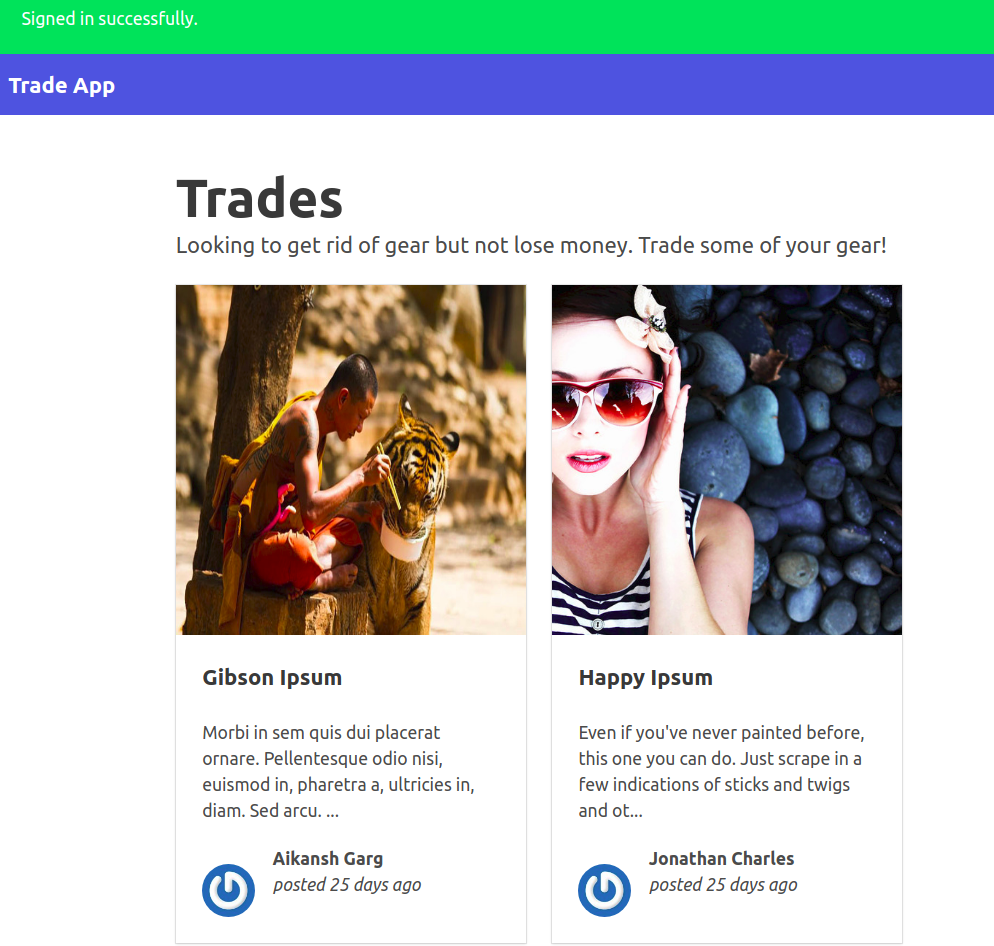 Signed in successfully.
Trade App
Trades
Looking to get rid of gear but not lose money. Trade some of your gear!
Gibson Ipsum
Morbi in sem quis dui placerat
ornare. Pellentesque odio nisi,
euismod in, pharetra a, ultricies in,
diam. Sed arcu. ...
Aikansh Garg
posted 25 days ago
Happy Ipsum
Even if you've never painted before,
this one you can do. Just scrape in a
few indications of sticks and twigs
and ot...
Jonathan Charles
posted 25 days ago